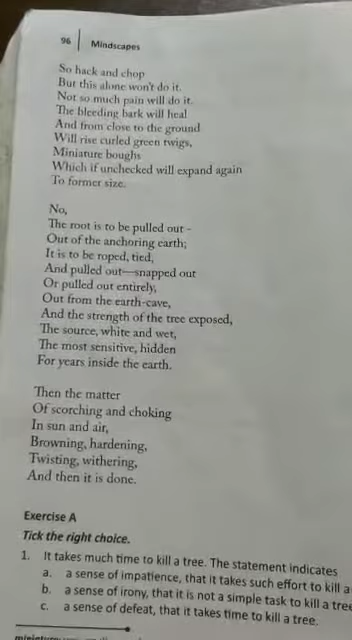 96 Mindscapes
So hack and chop
But this alone won't do it.
Not so much pain will do it.
The bleeding bark will heal
And from close to the ground
Will rise curled green twigs,
Miniature boughs
Which if unchecked will expand again
To former size.
No,
The root is to be pulled out -
Out of the anchoring earth;
It is to be roped, tied,
And pulled out—snapped out
Or pulled out entirely,
Out from the earth-cave,
And the strength of the tree exposed,
The source, white and wet,
The most sensitive, hidden
For years inside the earth.
Then the matter
Of scorching and choking
In sun and air,
Browning, hardening,
Twisting, withering,
And then it is done.
Exercise A
Tick the right choice.
1. It takes much time to kill a tree. The statement indicates
a. a sense of impatience, that it takes such effort to kill a
b. a sense of irony, that it is not a simple task to kill a tree
c. a sense of defeat, that it takes time to kill a tree.